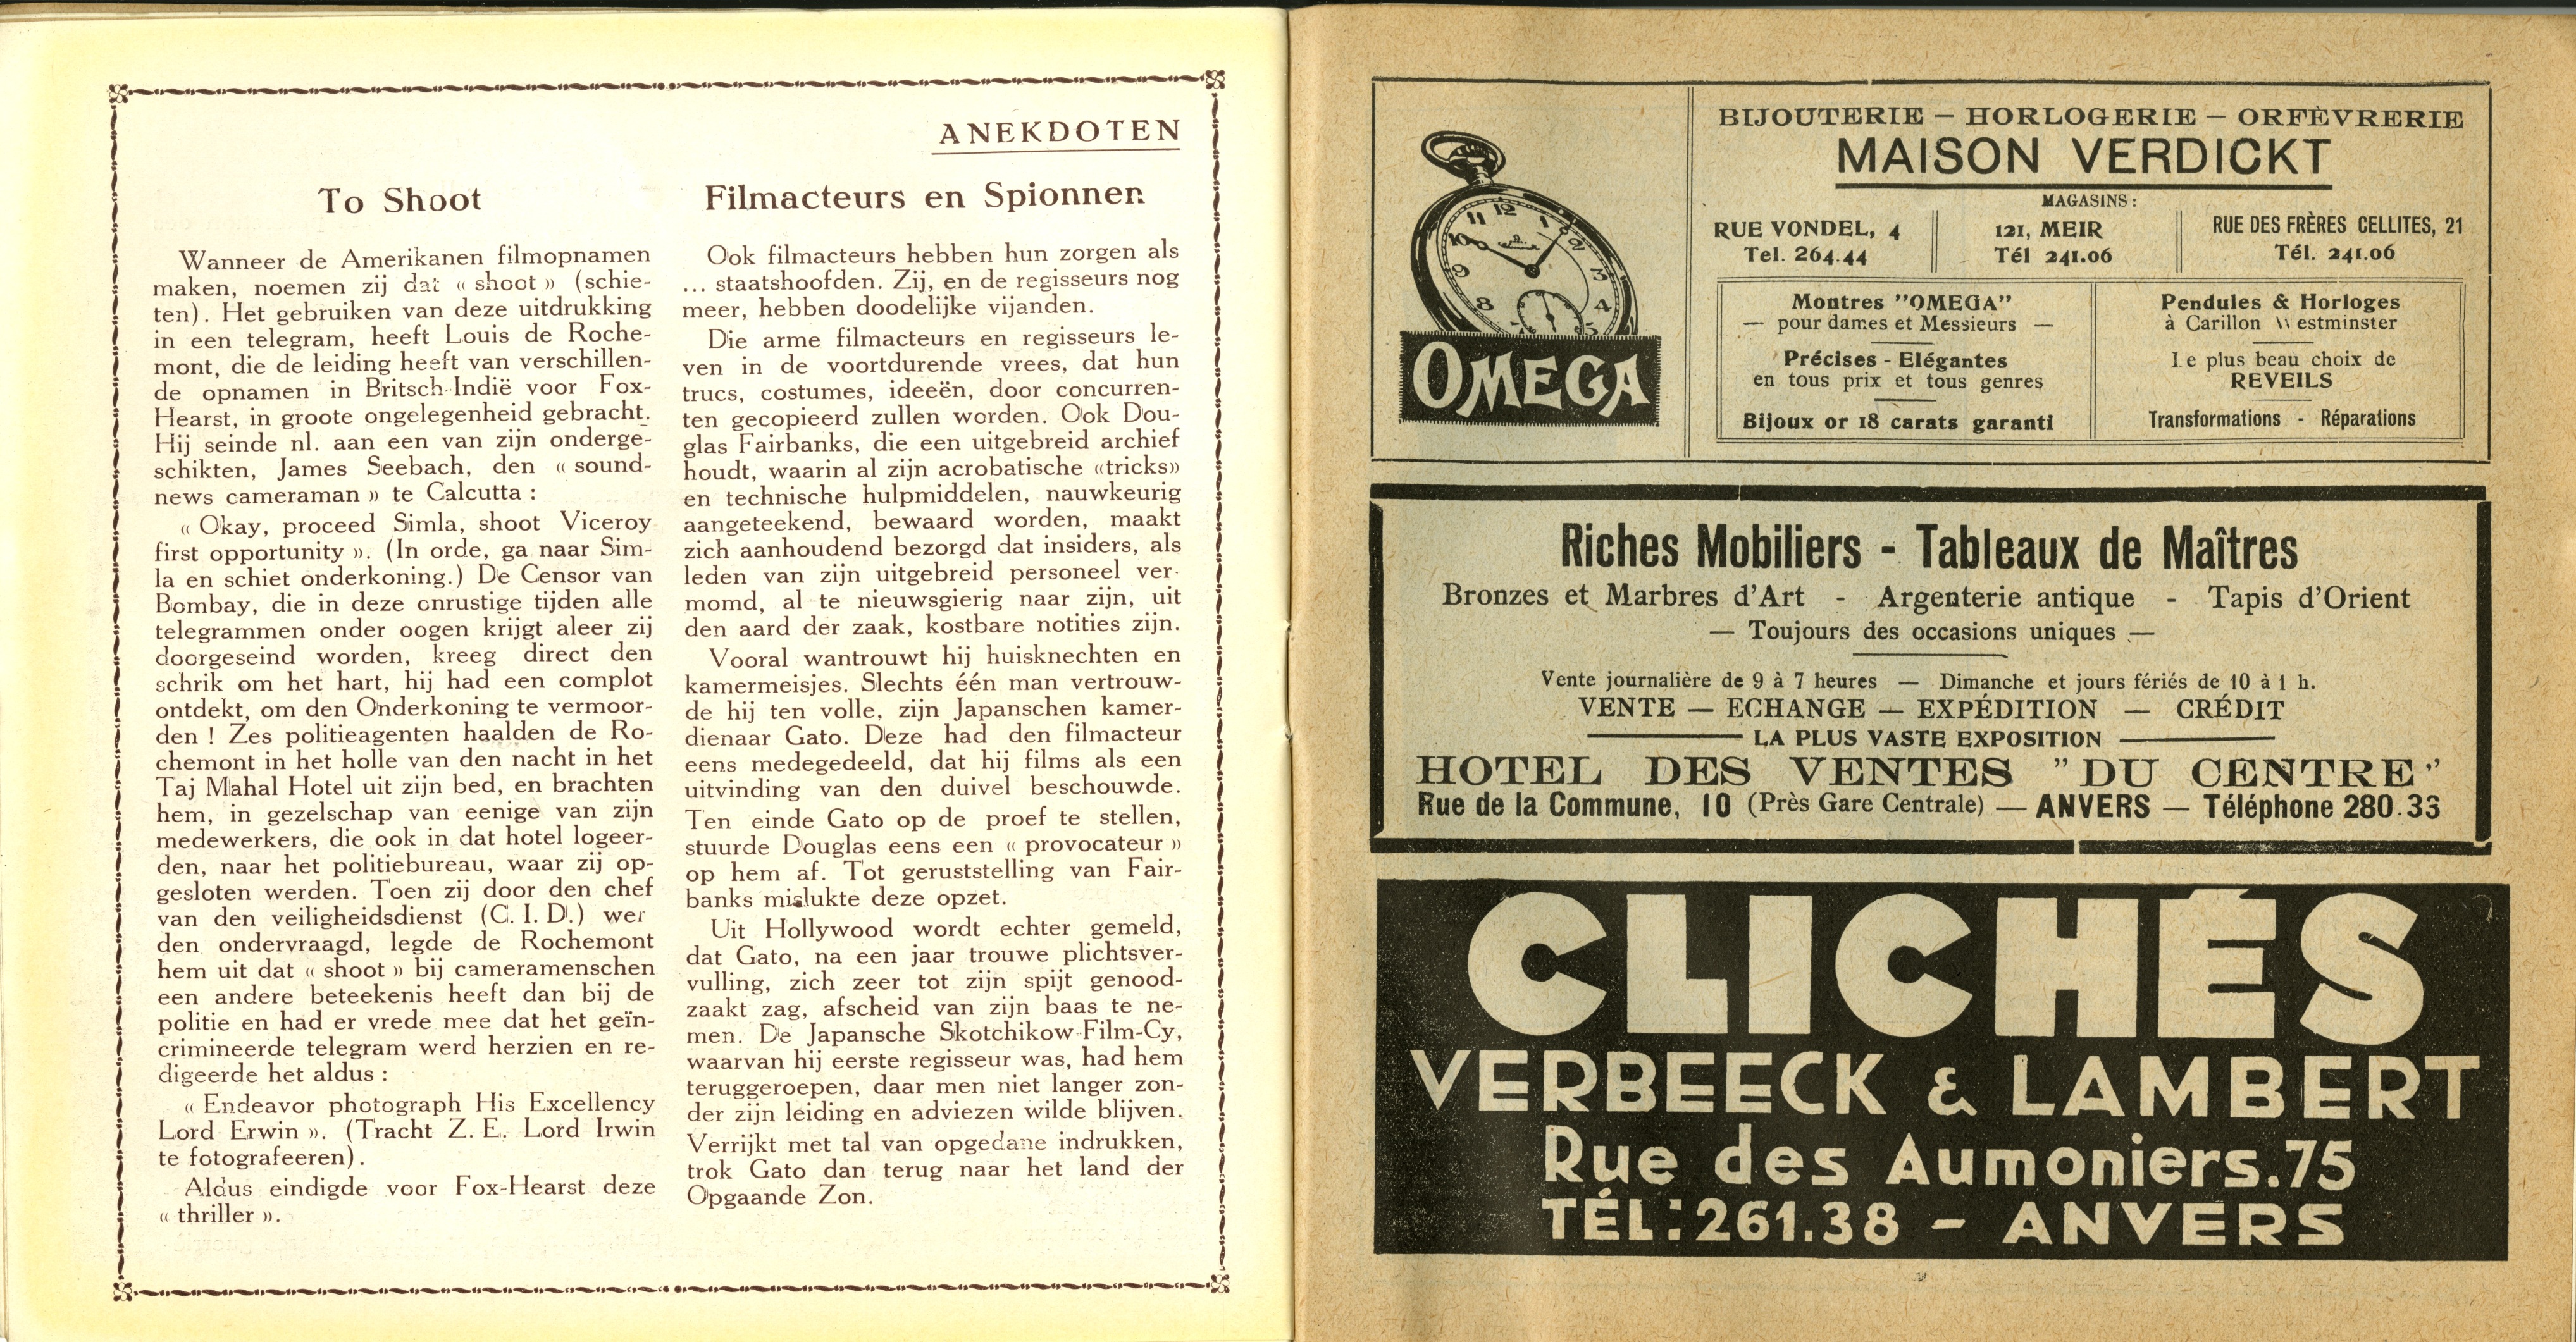 ANEKDOTEN
To Shoot
Wanneer de Amerikanen filmopnamen
maken, noemen zij dat « shoot » (schie-
ten). Het gebruiken van deze uitdrukking
in een telegram, heeft Louis de Roche-
mont, die de leiding heeft van verschillen-
de opnamen in Britsch-Indië voor Fox-
Hearst, in groote ongelegenheid gebracht.
Hij seinde nl. aan een van zijn onderge-
schikten, James Seebach, den « sound-
news cameraman » te Calcutta :
« Okay, proceed Simla, shoot Viceroy
first opportunity ». (In orde, ga naar Sim-
la en schiet onderkoning.) De Censor van
Bombay, die in deze onrustige tijden alle
telegrammen onder oogen krijgt aleer zij
doorgeseind worden, kreeg direct den
schrik om het hart, hij had een complot
ontdekt, om den Onderkoning te vermoor-
den ! Zes politieagenten haalden de Ro-
chemont in het holle van den nacht in het
Taj Mahal Hotel uit zijn bed, en brachten
hem, in gezelschap van eenige van zijn
medewerkers, die ook in dat hotel logeer-
den, naar het politiebureau, waar zij op-
gesloten werden. Toen zij door den chef
van den veiligheidsdienst (C. I. D.) wer
den ondervraagd, legde de Rochemont
hem uit dat « shoot » bij cameramenschen
een andere beteekenis heeft dan bij de
politie en had er vrede mee dat het geïn-
crimineerde telegram werd herzien en re-
digeerde het aldus :
« Endeavor photograph His Excellency
Lord Erwin ». (Tracht Z. E. Lord Irwin
te fotografeeren).
Aldus eindigde voor Fox-Hearst deze
« thriller ».
Filmacteurs en Spionnen
Ook filmacteurs hebben hun zorgen als
... staatshoofden. Zij, en de regisseurs nog
meer, hebben doodelijke vijanden.
Die arme filmacteurs en regisseurs le-
ven in de voortdurende vrees, dat hun
trucs, costumes, ideeën, door concurren-
ten gecopieerd zullen worden. Ook Dou-
glas Fairbanks, die een uitgebreid archief
houdt, waarin al zijn acrobatische «tricks»
en technische hulpmiddelen, nauwkeurig
aangeteekend, bewaard worden, maakt
zich aanhoudend bezorgd dat insiders, als
leden van zijn uitgebreid personeel ver-
momd, al te nieuwsgierig naar zijn, uit
den aard der zaak, kostbare notities zijn.
Vooral wantrouwt hij huisknechten en
kamermeisjes. Slechts één man vertrouw-
de hij ten volle, zijn Japanschen kamer-
dienaar Gato. Deze had den filmacteur
eens medegedeeld, dat hij films als een
uitvinding van den duivel beschouwde.
Ten einde Gato op de proef te stellen,
stuurde Douglas eens een « provocateur »
op hem af. Tot geruststelling van Fair-
banks mislukte deze opzet.
Uit Hollywood wordt echter gemeld,
dat Gato, na een jaar trouwe plichtsver-
vulling, zich zeer tot zijn spijt genood-
zaakt zag, afscheid van zijn baas te ne-
men. De Japansche Skotchikow-Film-Cy,
waarvan hij eerste regisseur was, had hem
teruggeroepen, daar men niet langer zon-
der zijn leiding en adviezen wilde blijven.
Verrijkt met tal van opgedane indrukken,
trok Gato dan terug naar het land der
Opgaande Zon.
BIJOUTERIE – HORLOGERIE – ORFÈVRERIE
MAISON VERDICKT
MAGASINS :
RUE VONDEL, 4
Tel. 264.44
121, MEIR
Tél 241.06
RUE DES FRÈRES CELLITES, 21
Tél. 241.06
11 12 1 2 3 4 8 9 10
OMEGA
Montres "OMEGA"
— pour dames et Messieurs —
Précises - Elégantes
en tous prix et tous genres
Bijoux or 18 carats garanti
Pendules & Horloges
à Carillon Westminster
Le plus beau choix de
REVEILS
Transformations - Réparations
Riches Mobiliers - Tableaux de Maîtres
Bronzes et Marbres d'Art - Argenterie antique - Tapis d'Orient
— Toujours des occasions uniques —
Vente journalière de 9 à 7 heures — Dimanche et jours fériés de 10 à 1 h.
VENTE — ECHANGE — EXPÉDITION — CRÉDIT
LA PLUS VASTE EXPOSITION
HOTEL DES VENTES "DU CENTRE"
Rue de la Commune, 10 (Près Gare Centrale) — ANVERS — Téléphone 280.33
CLICHÉS
VERBEECK & LAMBERT
Rue des Aumoniers.75
TÉL: 261.38 - ANVERS